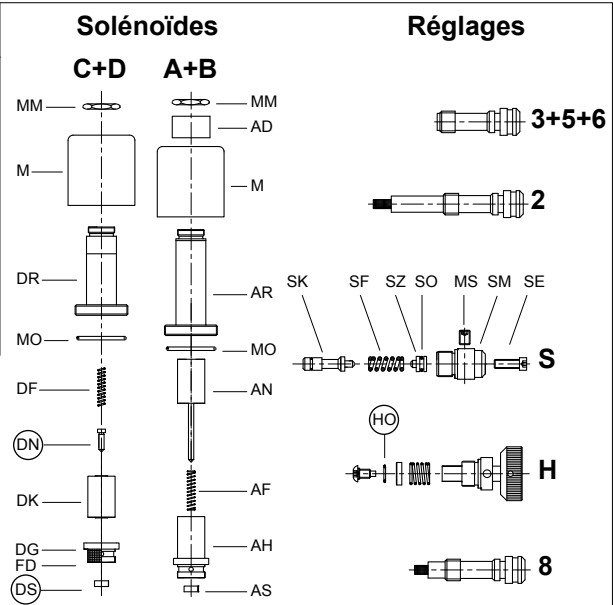 Solénoïdes
Réglages
C+D
A+B
MM
MM
AD
M
M
DR
AR
MO
MO
DF
AN
DN
DK
AF
DG
AH
FD
DS
AS
3+5+6
2
SK
SF
SZ
SO
MS
SM
SE
S
HO
H
8